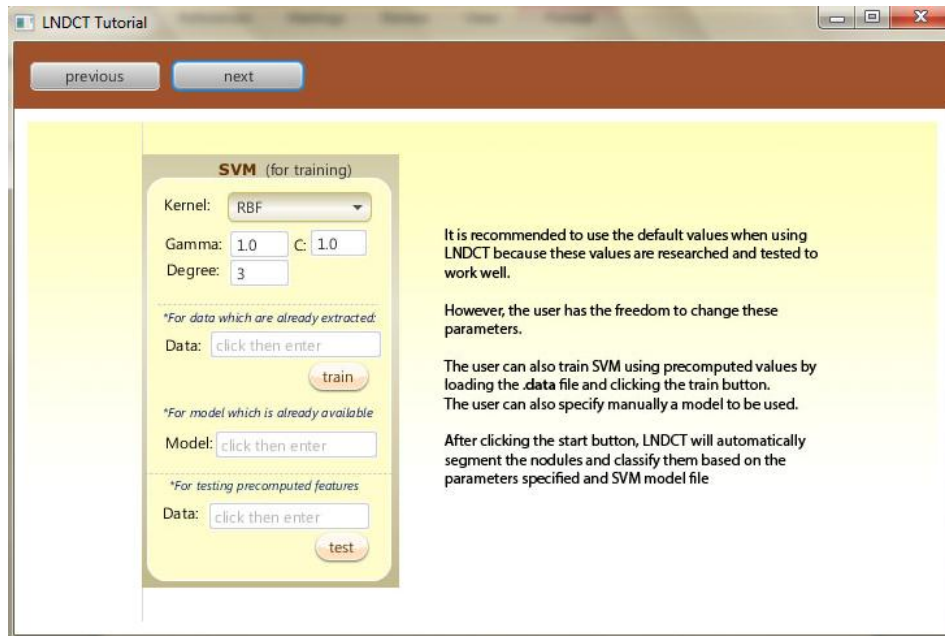 LNDCT Tutorial
previous
next
SVM (for training)
Kernel: RBF
Gamma: 1.0 C: 1.0
Degree: 3
*For data which are already extracted:
Data: click then enter
train
*For model which is already available
Model: click then enter
*For testing precomputed features
Data: click then enter
test
It is recommended to use the default values when using
LNDCT because these values are researched and tested to
work well.
However, the user has the freedom to change these
parameters.
The user can also train SVM using precomputed values by
loading the .data file and clicking the train button.
The user can also specify manually a model to be used.
After clicking the start button, LNDCT will automatically
segment the nodules and classify them based on the
parameters specified and SVM model file